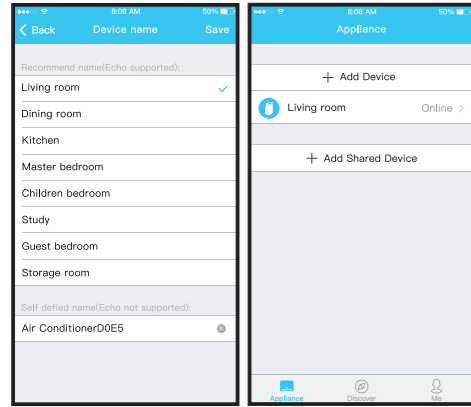 8:08 AM 50%
Back Device name Save
Recommend name(Echo supported):
Living room
Dining room
Kitchen
Master bedroom
Children bedroom
Study
Guest bedroom
Storage room
Self defied name(Echo not supported):
Air ConditionerD0E5
8:08 AM 50%
Appliance
+ Add Device
Living room Online >
+ Add Shared Device
Appliance Discover Me